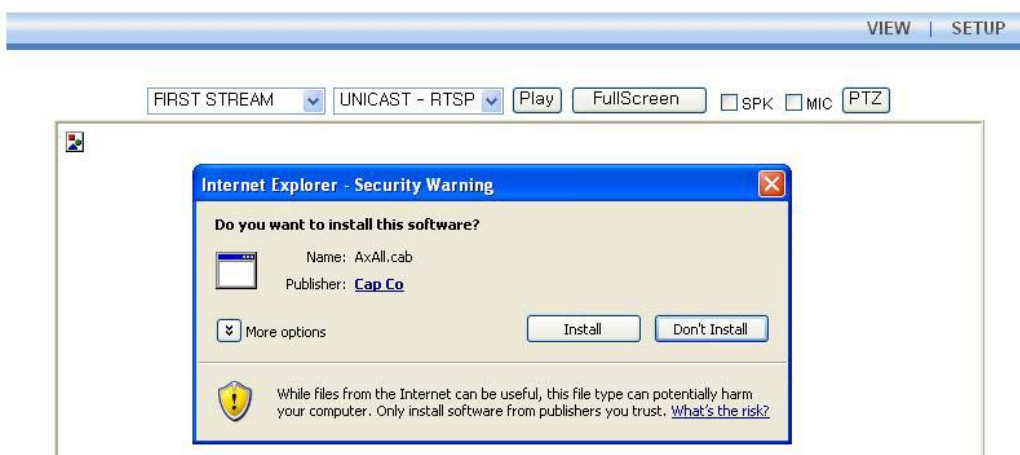 VIEW | SETUP
FIRST STREAM UNICAST - RTSP Play FullScreen SPK MIC PTZ
Internet Explorer - Security Warning
Do you want to install this software?
Name: AxAll.cab
Publisher: Cap Co
More options Install Don't Install
While files from the Internet can be useful, this file type can potentially harm
your computer. Only install software from publishers you trust. What's the risk?